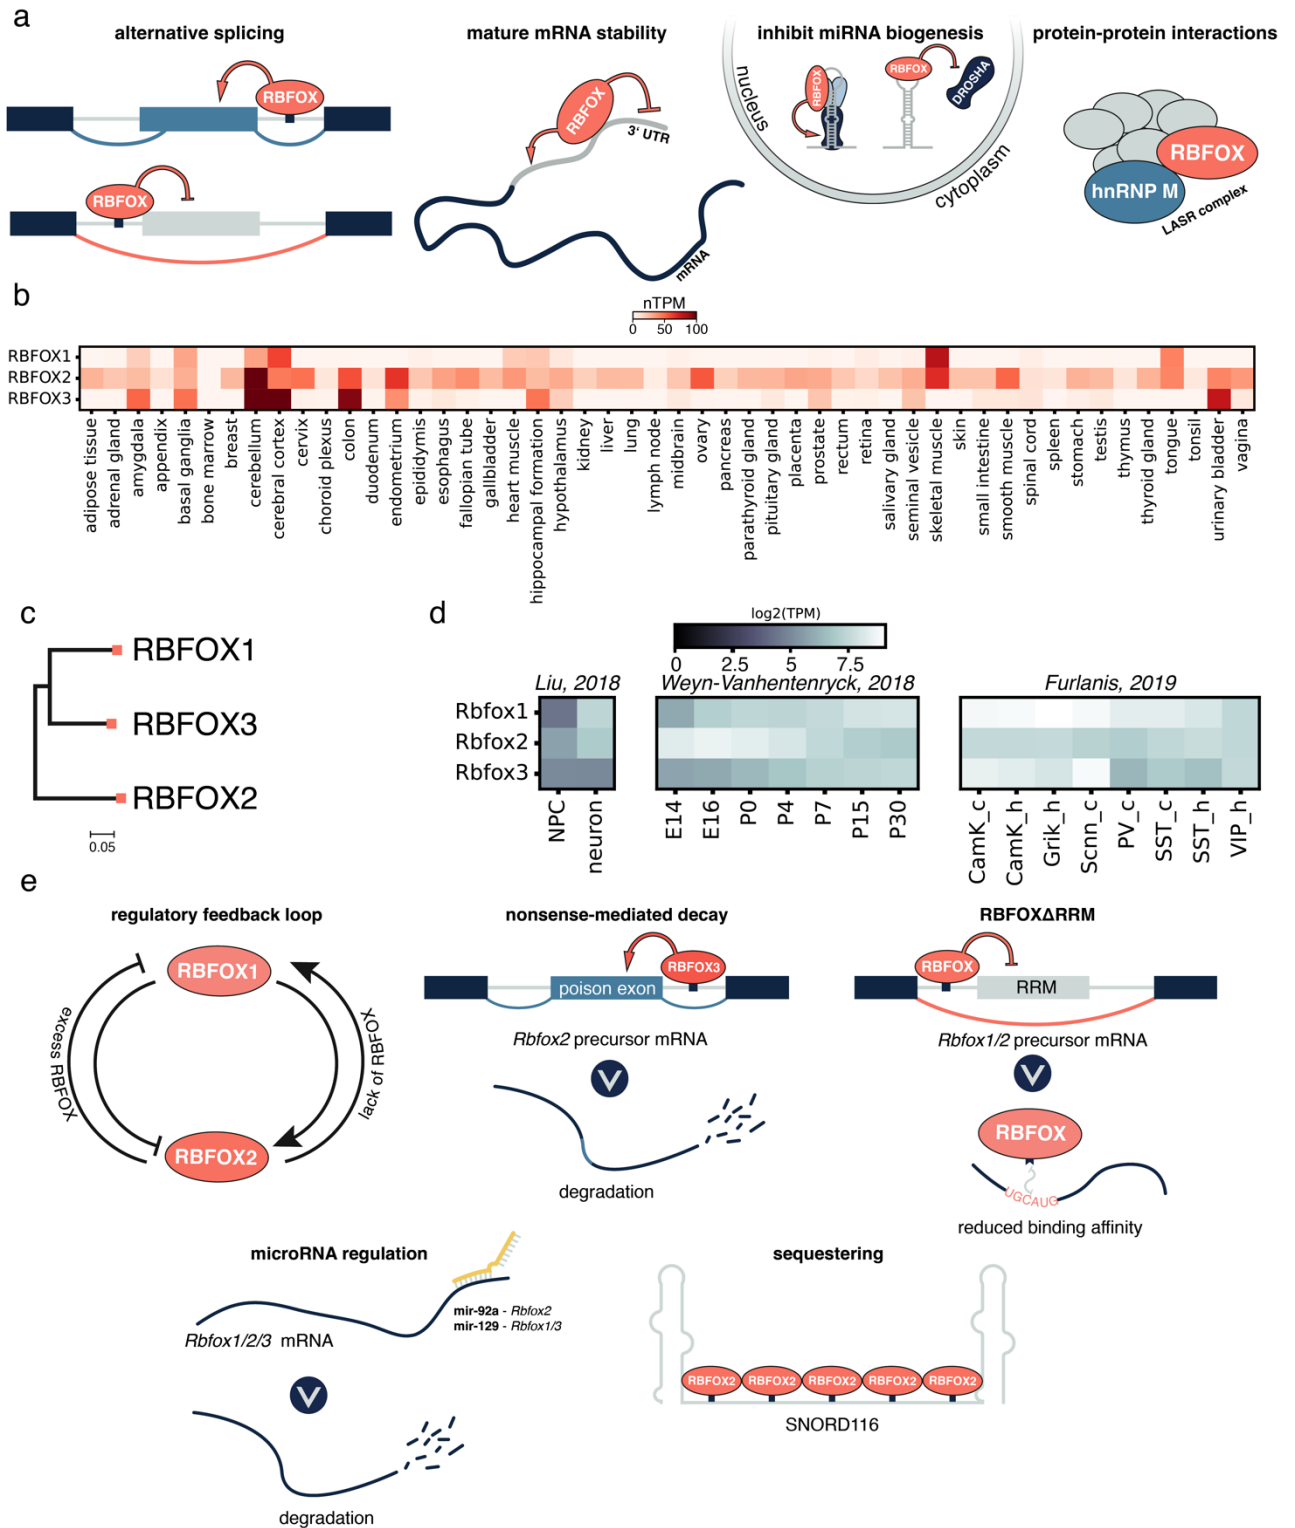 a
alternative splicing
mature mRNA stability
inhibit miRNA biogenesis
protein-protein interactions
RBFOX
RBFOX
RBFOX
3‘ UTR
mRNA
nucleus
RBFOX
RBFOX
DROSHA
cytoplasm
RBFOX
hnRNP M
LASR complex
b
nTPM
0 50 100
RBFOX1
RBFOX2
RBFOX3
adipose tissue
adrenal gland
amygdala
appendix
basal ganglia
bone marrow
breast
cerebellum
cerebral cortex
cervix
choroid plexus
colon
duodenum
endometrium
epididymis
esophagus
fallopian tube
gallbladder
heart muscle
hippocampal formation
hypothalamus
kidney
liver
lung
lymph node
midbrain
ovary
pancreas
parathyroid gland
pituitary gland
placenta
prostate
rectum
retina
salivary gland
seminal vesicle
skeletal muscle
skin
small intestine
smooth muscle
spinal cord
spleen
stomach
testis
thymus
thyroid gland
tongue
tonsil
urinary bladder
vagina
c
RBFOX1
RBFOX3
RBFOX2
0.05
d
log2(TPM)
0 2.5 5 7.5
Liu, 2018
Weyn-Vanhentenryck, 2018
Furlanis, 2019
Rbfox1
Rbfox2
Rbfox3
NPC
neuron
E14
E16
P0
P4
P7
P15
P30
CamK_c
CamK_h
Grik_h
Scnn_c
PV_c
SST_c
SST_h
VIP_h
e
regulatory feedback loop
RBFOX1
excess RBFOX
lack of RBFOX
RBFOX2
nonsense-mediated decay
RBFOX3
poison exon
Rbfox2 precursor mRNA
degradation
RBFOXΔRRM
RBFOX
RRM
Rbfox1/2 precursor mRNA
RBFOX
UGCAUG
reduced binding affinity
microRNA regulation
mir-92a - Rbfox2
mir-129 - Rbfox1/3
Rbfox1/2/3 mRNA
degradation
sequestering
RBFOX2 RBFOX2 RBFOX2 RBFOX2 RBFOX2
SNORD116